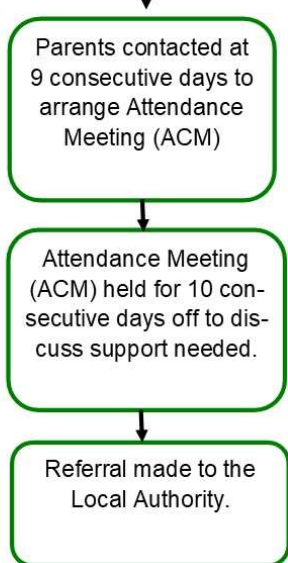 Parents contacted at
9 consecutive days to
arrange Attendance
Meeting (ACM)
Attendance Meeting
(ACM) held for 10 con-
secutive days off to dis-
cuss support needed.
Referral made to the
Local Authority.